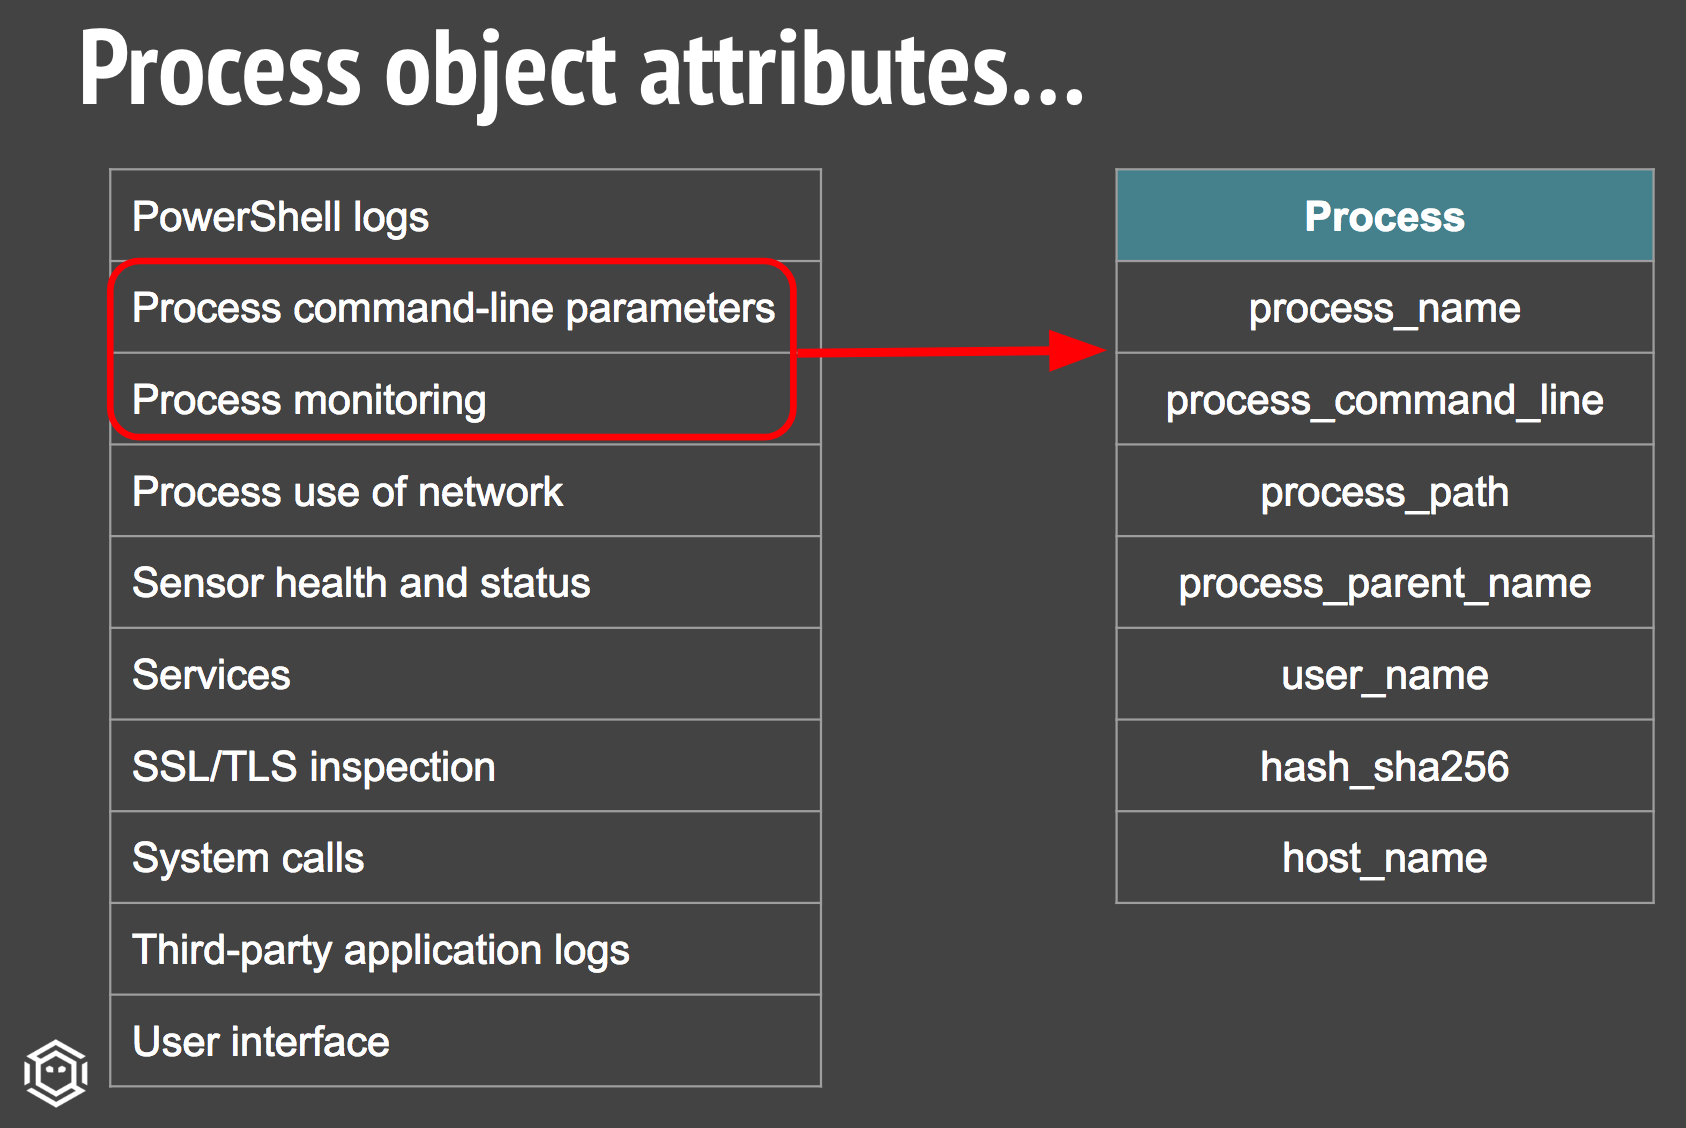 Process object attributes...
PowerShell logs
Process command-line parameters
Process monitoring
Process use of network
Sensor health and status
Services
SSL/TLS inspection
System calls
Third-party application logs
User interface
Process
process_name
process_command_line
process_path
process_parent_name
user_name
hash_sha256
host_name